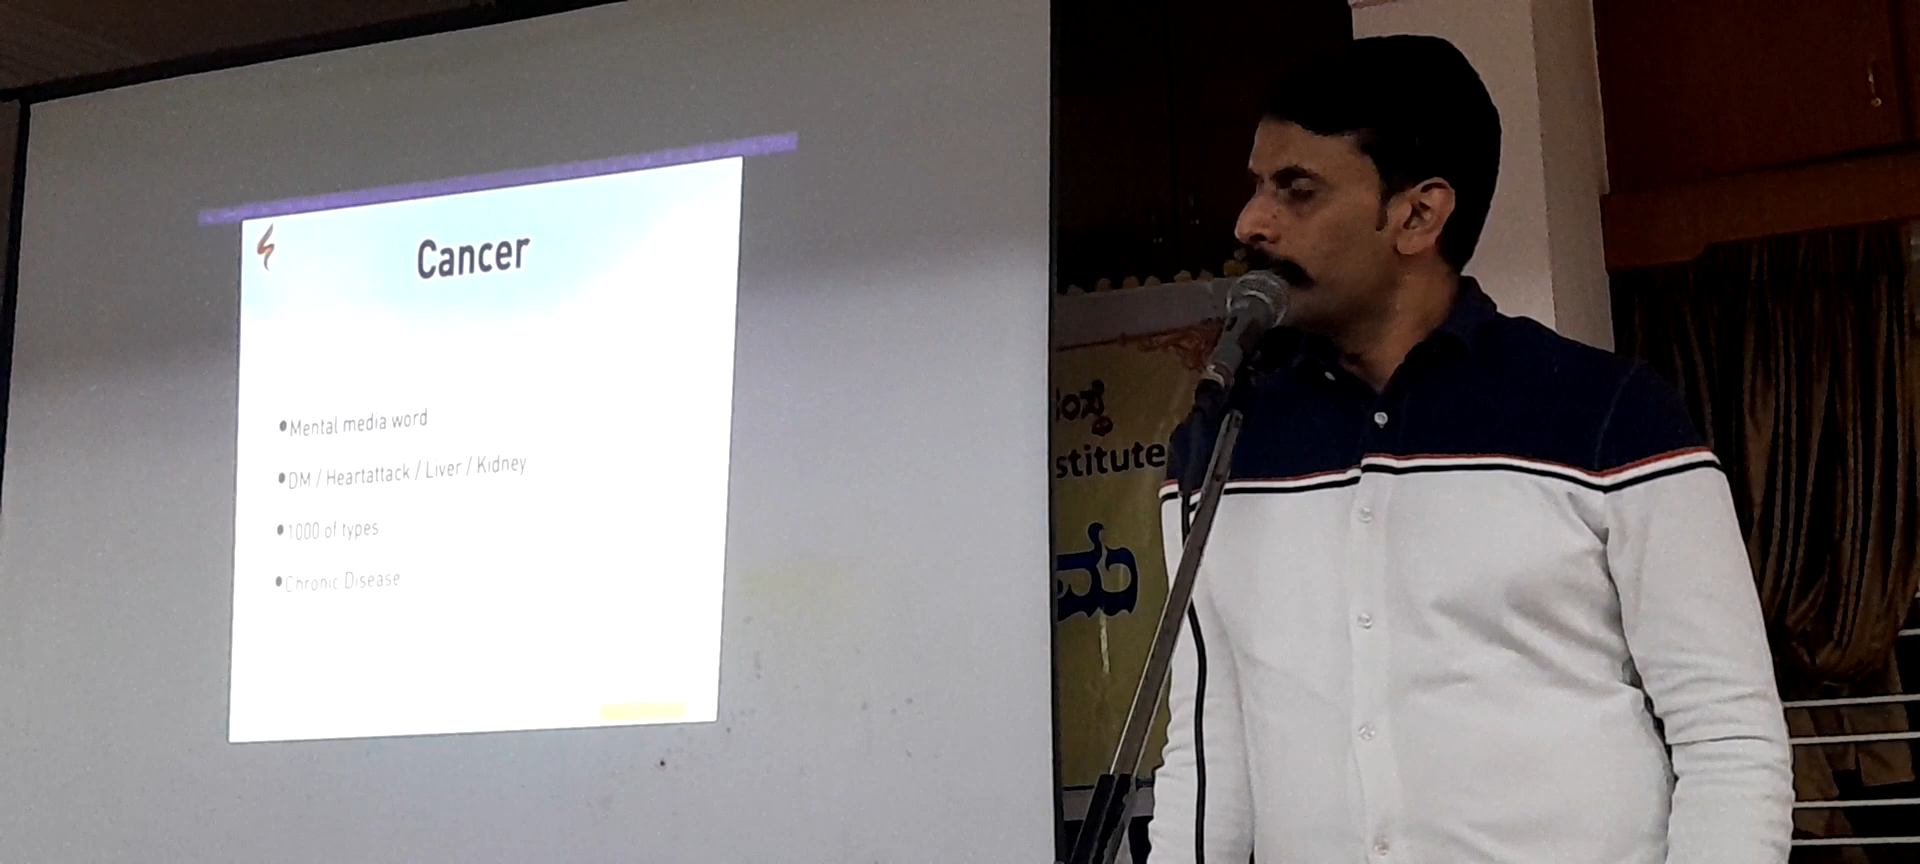 Cancer
•Mental media word
•DM / Heartattack / Liver / Kidney
•1000 of types
•Chronic Disease
ಂಸ್ಥೆ
stitute
ಮ